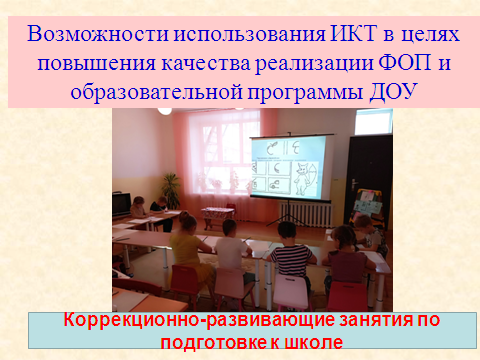 Возможности использования ИКТ в целях
повышения качества реализации ФОП и
образовательной программы ДОУ
Коррекционно-развивающие занятия по
подготовке к школе